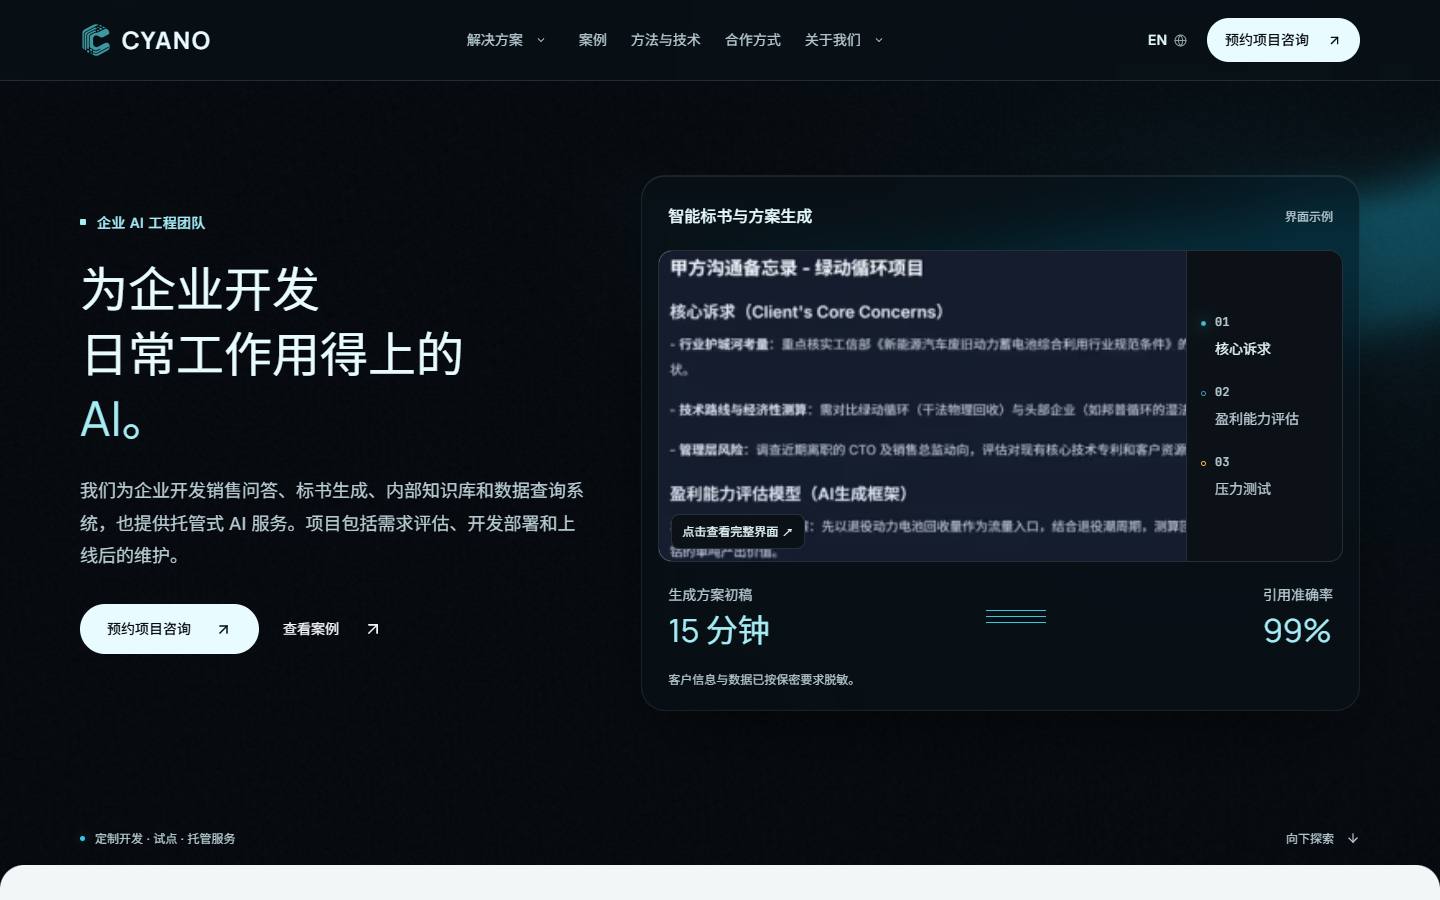 CYANO
解决方案
案例
方法与技术
合作方式
关于我们
EN
预约项目咨询
企业 AI 工程团队
为企业开发
日常工作用得上的
AI。
我们为企业开发销售问答、标书生成、内部知识库和数据查询系
统，也提供托管式 AI 服务。项目包括需求评估、开发部署和上
线后的维护。
预约项目咨询
查看案例
智能标书与方案生成
界面示例
甲方沟通备忘录 - 绿动循环项目
核心诉求（Client's Core Concerns）
- 行业护城河考量：重点核实工信部《新能源汽车废旧动力蓄电池综合利用行业规范条件》的
状。
- 技术路线与经济性测算：需对比绿动循环（干法物理回收）与头部企业（如邦普循环的湿法
- 管理层风险：调查近期离职的 CTO 及销售总监动向，评估对现有核心技术专利和客户资源
盈利能力评估模型（AI生成框架）
：先以退役动力电池回收量作为流量入口，结合退役潮周期，测算
点击查看完整界面 ↗
01
核心诉求
02
盈利能力评估
03
压力测试
生成方案初稿
15 分钟
引用准确率
99%
客户信息与数据已按保密要求脱敏。
定制开发 · 试点 · 托管服务
向下探索